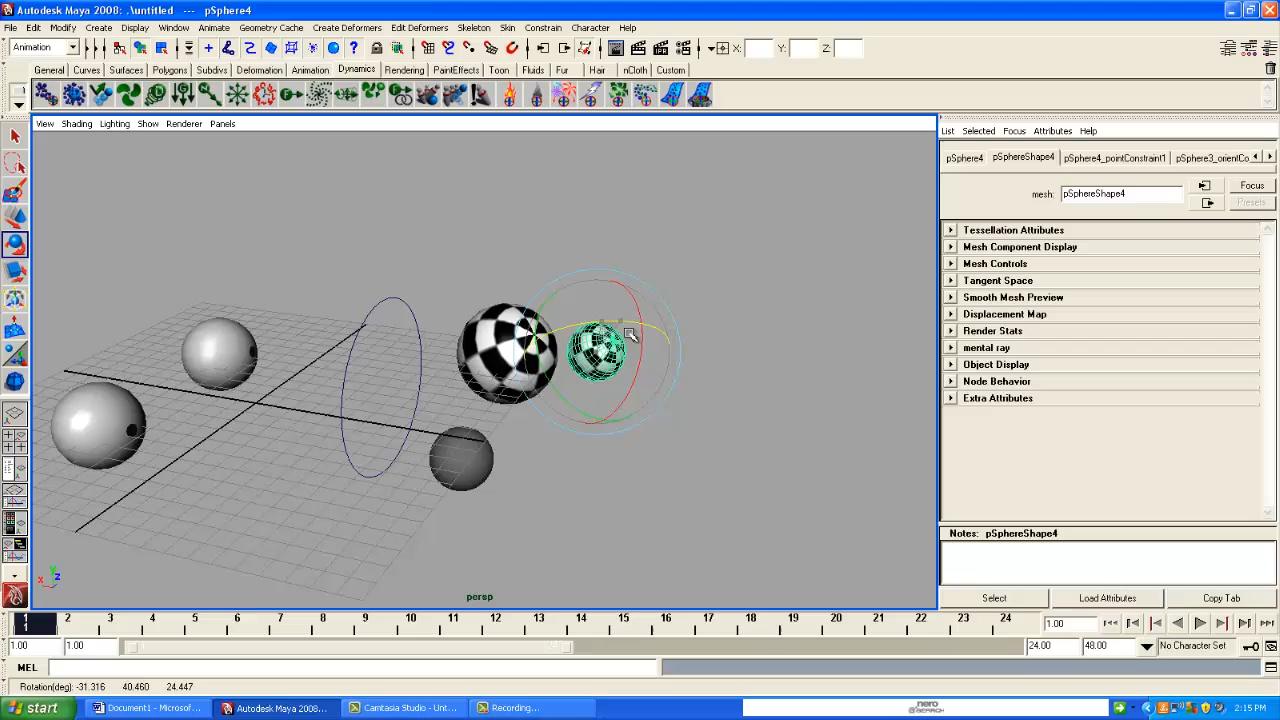 Autodesk Maya 2008: .\untitled --- pSphere4
File Edit Modify Create Display Window Animate Geometry Cache Create Deformers Edit Deformers Skeleton Skin Constrain Character Help
Animation X: Y: Z:
General Curves Surfaces Polygons Subdivs Deformation Animation Dynamics Rendering PaintEffects Toon Fluids Fur Hair nCloth Custom
View Shading Lighting Show Renderer Panels
List Selected Focus Attributes Help
pSphere4 pSphereShape4 pSphere4_pointConstraint1 pSphere3_orientCo
mesh: pSphereShape4 Focus
Presets
Tessellation Attributes
Mesh Component Display
Mesh Controls
Tangent Space
Smooth Mesh Preview
Displacement Map
Render Stats
mental ray
Object Display
Node Behavior
Extra Attributes
Notes: pSphereShape4
x y z
persp
Select Load Attributes Copy Tab
1 2 3 4 5 6 7 8 9 10 11 12 13 14 15 16 17 18 19 20 21 22 23 24
1 1.00
1.00 1.00 24.00 48.00 No Character Set
MEL
Rotation(deg): -31.316 40.460 24.447
start Document1 - Microsof... Autodesk Maya 2008... Camtasia Studio - Unt... Recording... nero SEARCH 2:15 PM